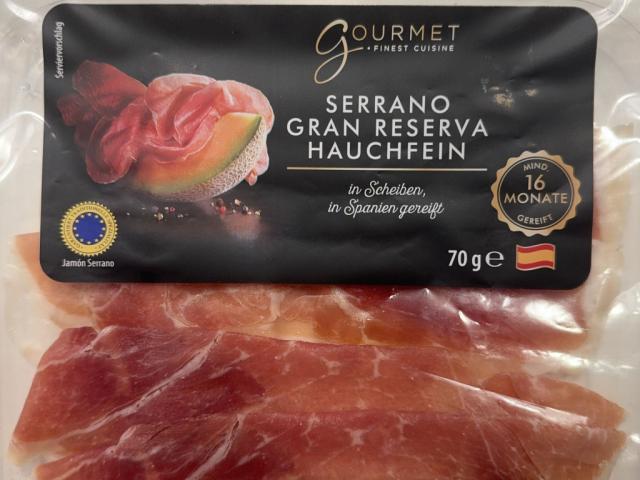 Serviervorschlag
GOURMET
FINEST CUISINE
SERRANO
GRAN RESERVA
HAUCHFEIN
in Scheiben,
in Spanien gereift
MIND.
16
MONATE
GEREIFT
Jamón Serrano
70 g e